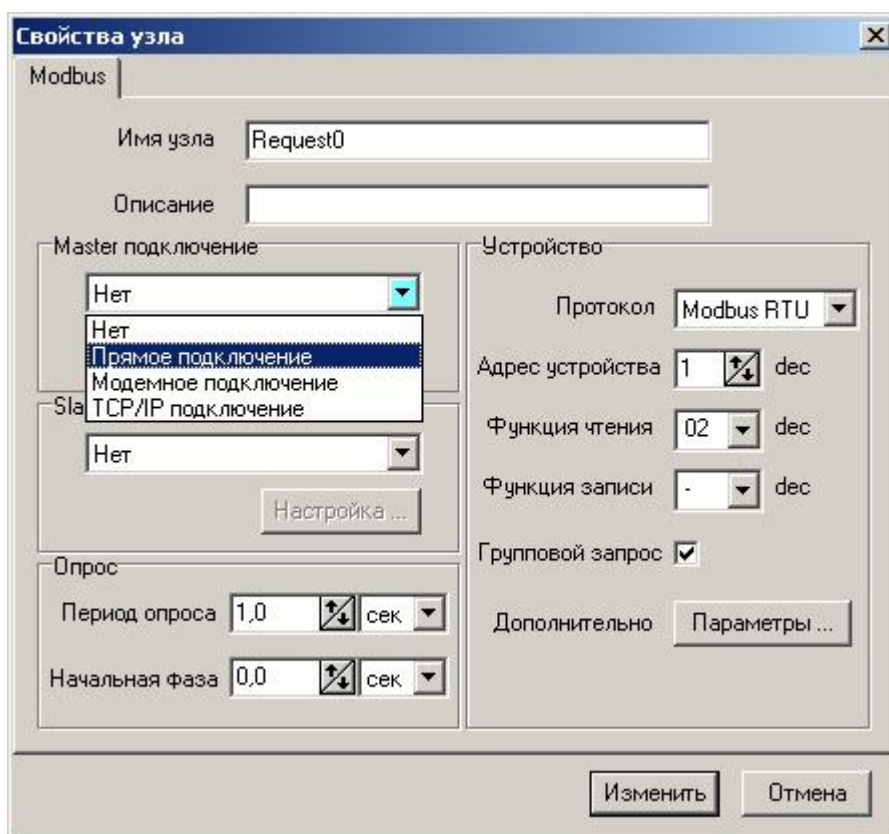 Свойства узла
Modbus
Имя узла Request0
Описание
Master подключение
Нет
Нет
Прямое подключение
Модемное подключение
TCP/IP подключение
Sla
Нет
Настройка ...
Опрос
Период опроса 1,0 сек
Начальная фаза 0,0 сек
Устройство
Протокол Modbus RTU
Адрес устройства 1 dec
Функция чтения 02 dec
Функция записи - dec
Групповой запрос
Дополнительно Параметры ...
Изменить Отмена